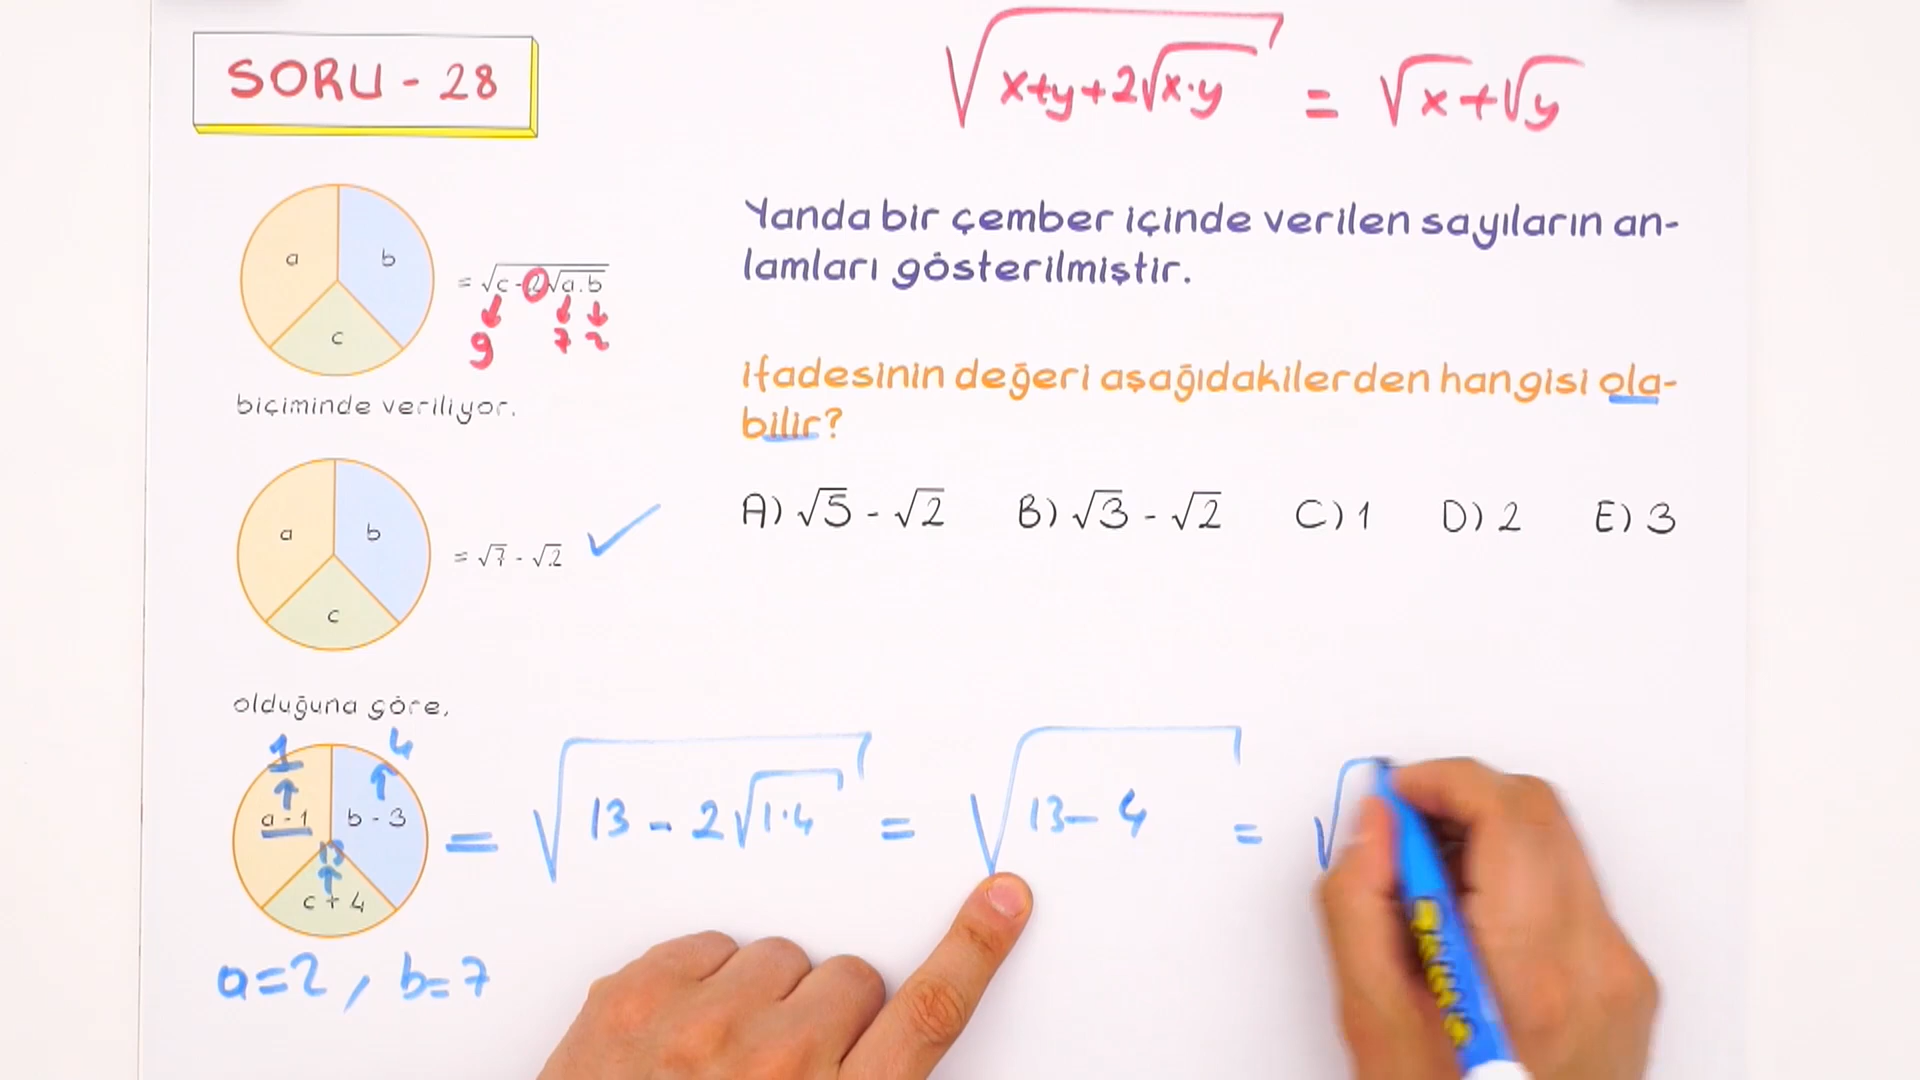 SORU - 28
√x+y+2√x.y = √x+√y
a
b
c
= √c - 2√a.b
9 7 2
biçiminde veriliyor.
Yanda bir çember içinde verilen sayıların an-
lamları gösterilmiştir.
ifadesinin değeri aşağıdakilerden hangisi ola-
bilir?
A) √5 - √2 B) √3 - √2 C) 1 D) 2 E) 3
a
b
c
= √7 - √2
olduğuna göre,
1
4
a - 1
b - 3
13
c + 4
= √13 - 2√1.4 = √13 - 4 = √
a=2, b=7